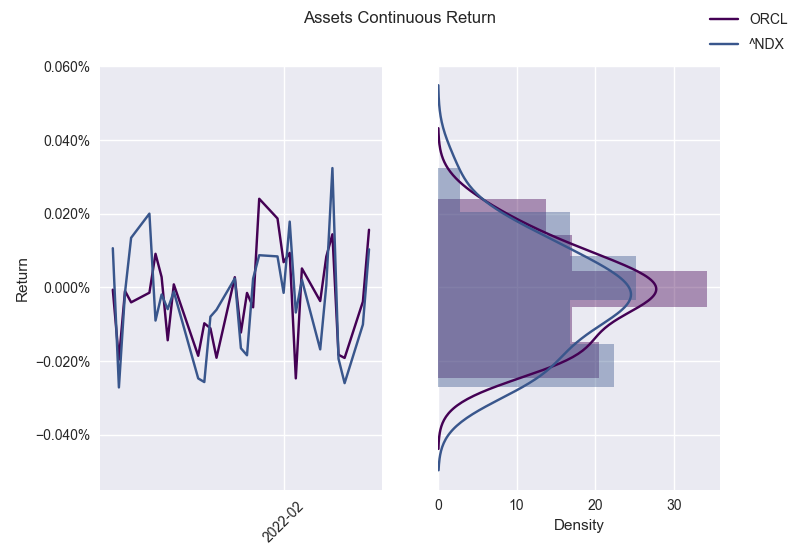 Assets Continuous Return
ORCL
^NDX
0.060%
0.040%
0.020%
0.000%
−0.020%
−0.040%
Return
2022-02
0 10 20 30
Density